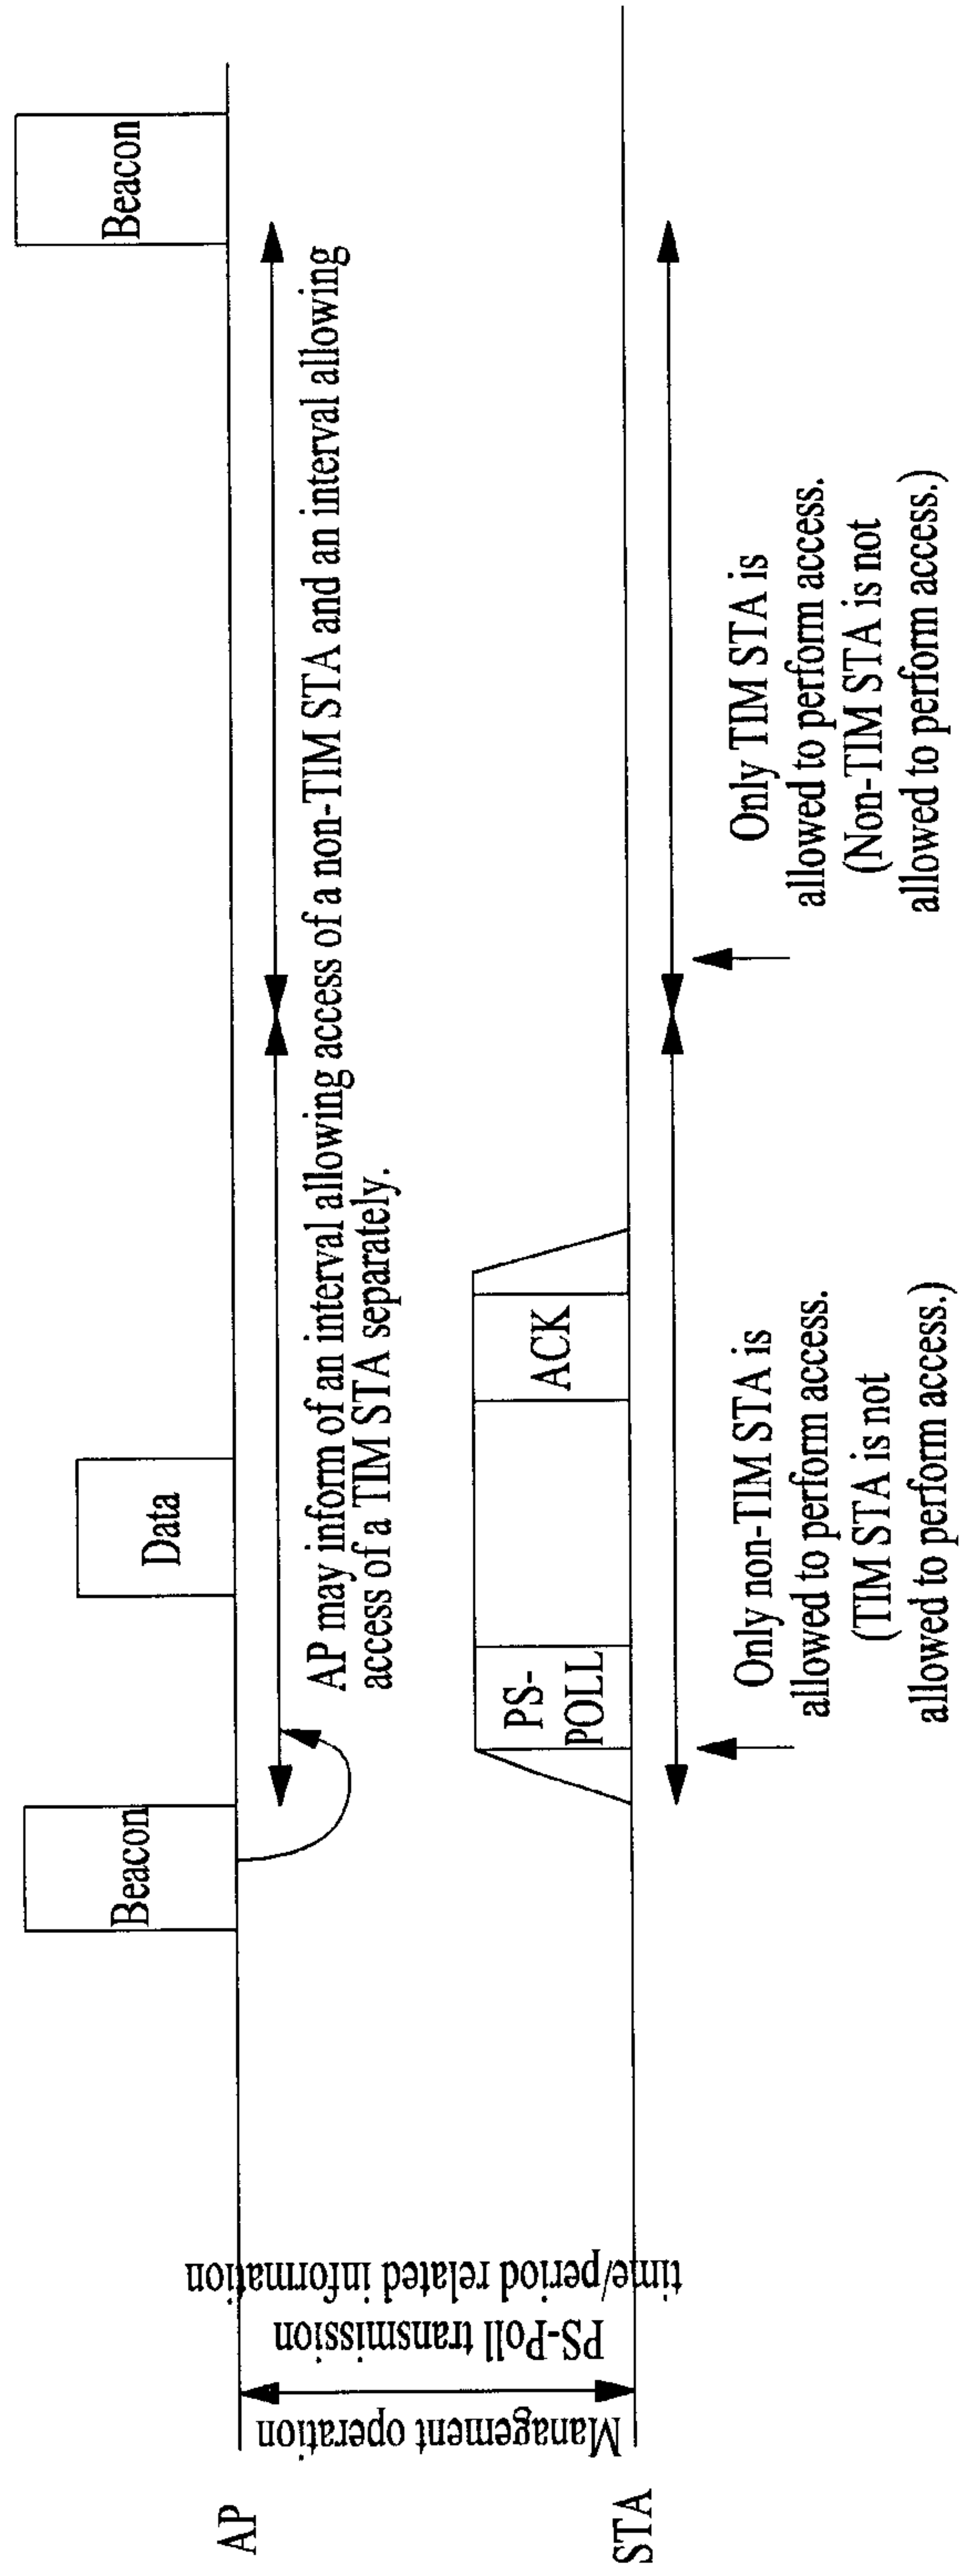 AP
Beacon
Data
Beacon
Management operation
PS-Poll transmission
time/period related information
AP may inform of an interval allowing access of a non-TIM STA and an interval allowing
access of a TIM STA separately.
STA
PS-
POLL
ACK
Only non-TIM STA is
allowed to perform access.
(TIM STA is not
allowed to perform access.)
Only TIM STA is
allowed to perform access.
(Non-TIM STA is not
allowed to perform access.)